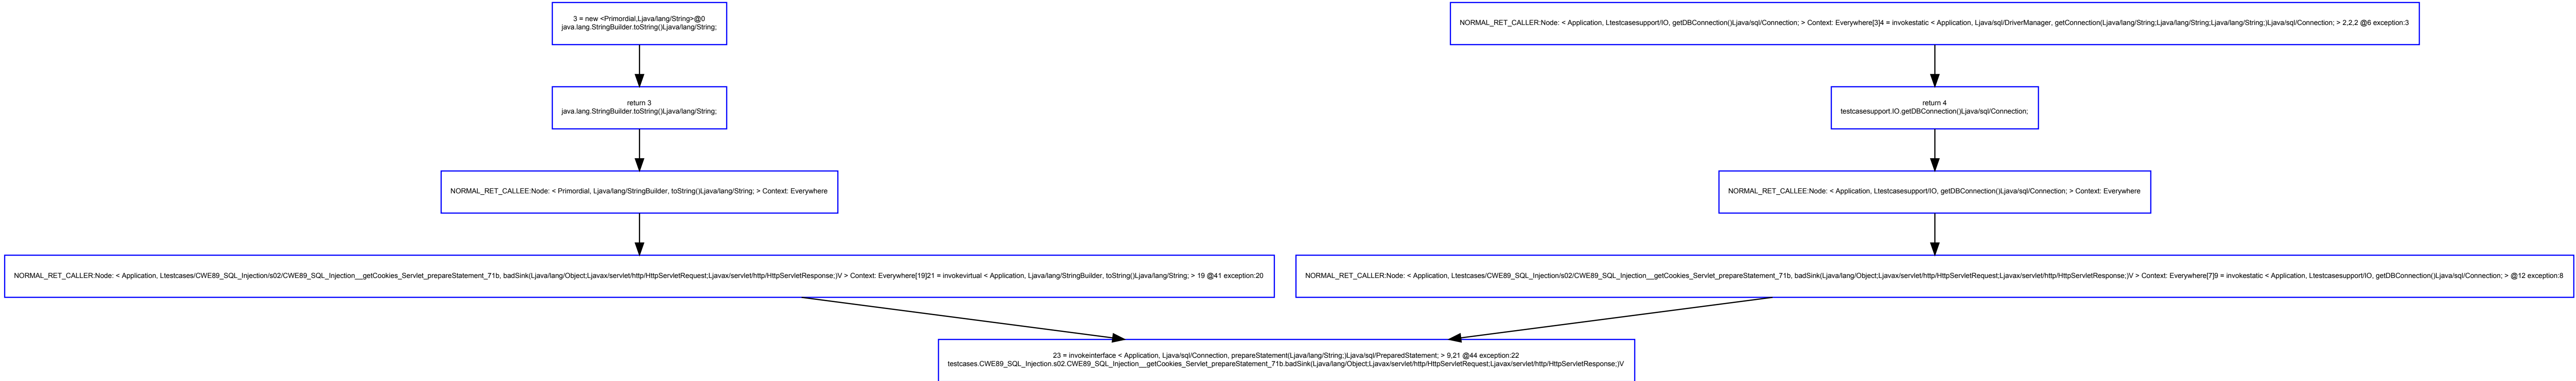 3 = new <Primordial,Ljava/lang/String>@0
java.lang.StringBuilder.toString()Ljava/lang/String;
NORMAL_RET_CALLER:Node: < Application, Ltestcasesupport/IO, getDBConnection()Ljava/sql/Connection; > Context: Everywhere[3]4 = invokestatic < Application, Ljava/sql/DriverManager, getConnection(Ljava/lang/String;Ljava/lang/String;Ljava/lang/String;)Ljava/sql/Connection; > 2,2,2 @6 exception:3
return 3
java.lang.StringBuilder.toString()Ljava/lang/String;
return 4
testcasesupport.IO.getDBConnection()Ljava/sql/Connection;
NORMAL_RET_CALLEE:Node: < Primordial, Ljava/lang/StringBuilder, toString()Ljava/lang/String; > Context: Everywhere
NORMAL_RET_CALLEE:Node: < Application, Ltestcasesupport/IO, getDBConnection()Ljava/sql/Connection; > Context: Everywhere
NORMAL_RET_CALLER:Node: < Application, Ltestcases/CWE89_SQL_Injection/s02/CWE89_SQL_Injection__getCookies_Servlet_prepareStatement_71b, badSink(Ljava/lang/Object;Ljavax/servlet/http/HttpServletRequest;Ljavax/servlet/http/HttpServletResponse;)V > Context: Everywhere[19]21 = invokevirtual < Application, Ljava/lang/StringBuilder, toString()Ljava/lang/String; > 19 @41 exception:20
NORMAL_RET_CALLER:Node: < Application, Ltestcases/CWE89_SQL_Injection/s02/CWE89_SQL_Injection__getCookies_Servlet_prepareStatement_71b, badSink(Ljava/lang/Object;Ljavax/servlet/http/HttpServletRequest;Ljavax/servlet/http/HttpServletResponse;)V > Context: Everywhere[7]9 = invokestatic < Application, Ltestcasesupport/IO, getDBConnection()Ljava/sql/Connection; > @12 exception:8
23 = invokeinterface < Application, Ljava/sql/Connection, prepareStatement(Ljava/lang/String;)Ljava/sql/PreparedStatement; > 9,21 @44 exception:22
testcases.CWE89_SQL_Injection.s02.CWE89_SQL_Injection__getCookies_Servlet_prepareStatement_71b.badSink(Ljava/lang/Object;Ljavax/servlet/http/HttpServletRequest;Ljavax/servlet/http/HttpServletResponse;)V